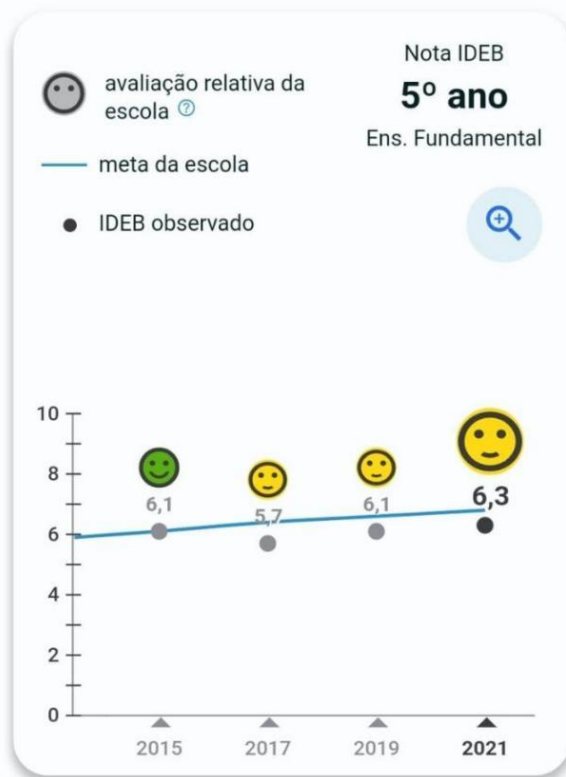 avaliação relativa da
escola ?
meta da escola
IDEB observado
Nota IDEB
5º ano
Ens. Fundamental
10
8
6
4
2
0
6,1
5,7
6,1
6,3
2015
2017
2019
2021